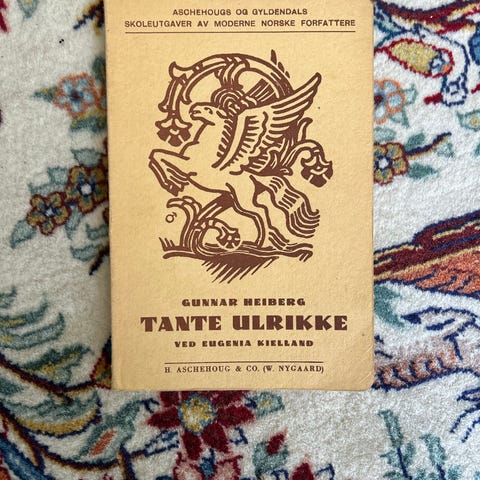 ASCHEHOUGS OG GYLDENDALS
SKOLEUTGAVER AV MODERNE NORSKE FORFATTERE
GUNNAR HEIBERG
TANTE ULRIKKE
VED EUGENIA KIELLAND
H. ASCHEHOUG & CO. (W. NYGAARD)